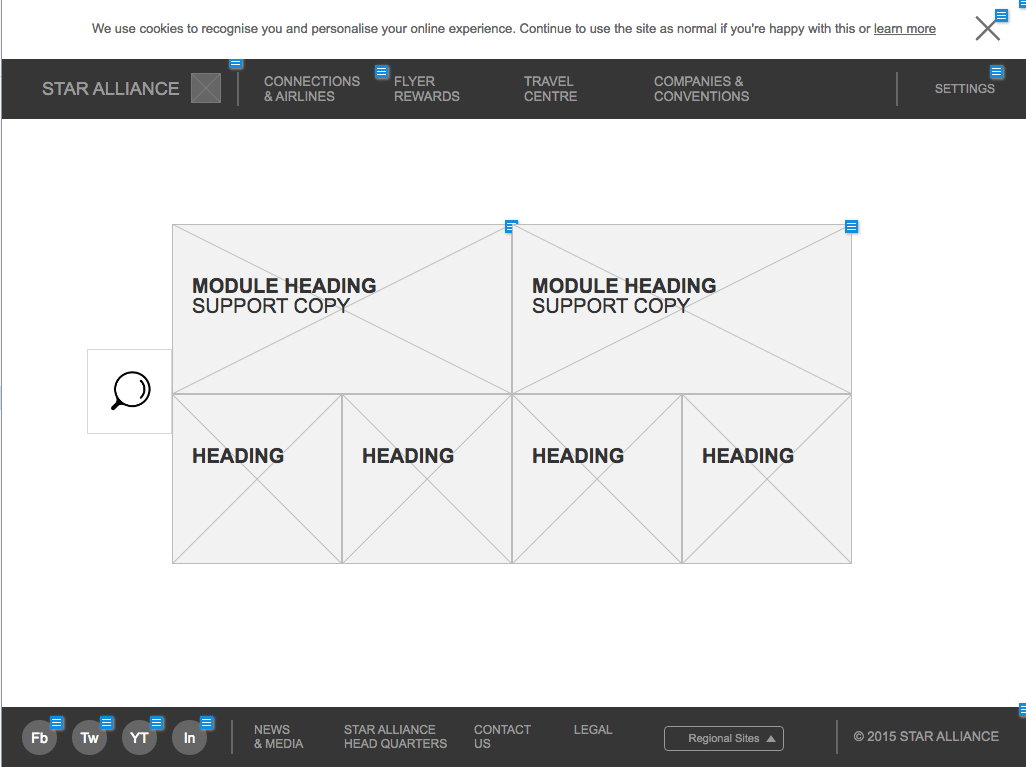 We use cookies to recognise you and personalise your online experience. Continue to use the site as normal if you're happy with this or learn more
STAR ALLIANCE
CONNECTIONS
& AIRLINES
FLYER
REWARDS
TRAVEL
CENTRE
COMPANIES &
CONVENTIONS
SETTINGS
MODULE HEADING
SUPPORT COPY
MODULE HEADING
SUPPORT COPY
HEADING
HEADING
HEADING
HEADING
Fb
Tw
YT
In
NEWS
& MEDIA
STAR ALLIANCE
HEAD QUARTERS
CONTACT
US
LEGAL
Regional Sites
© 2015 STAR ALLIANCE